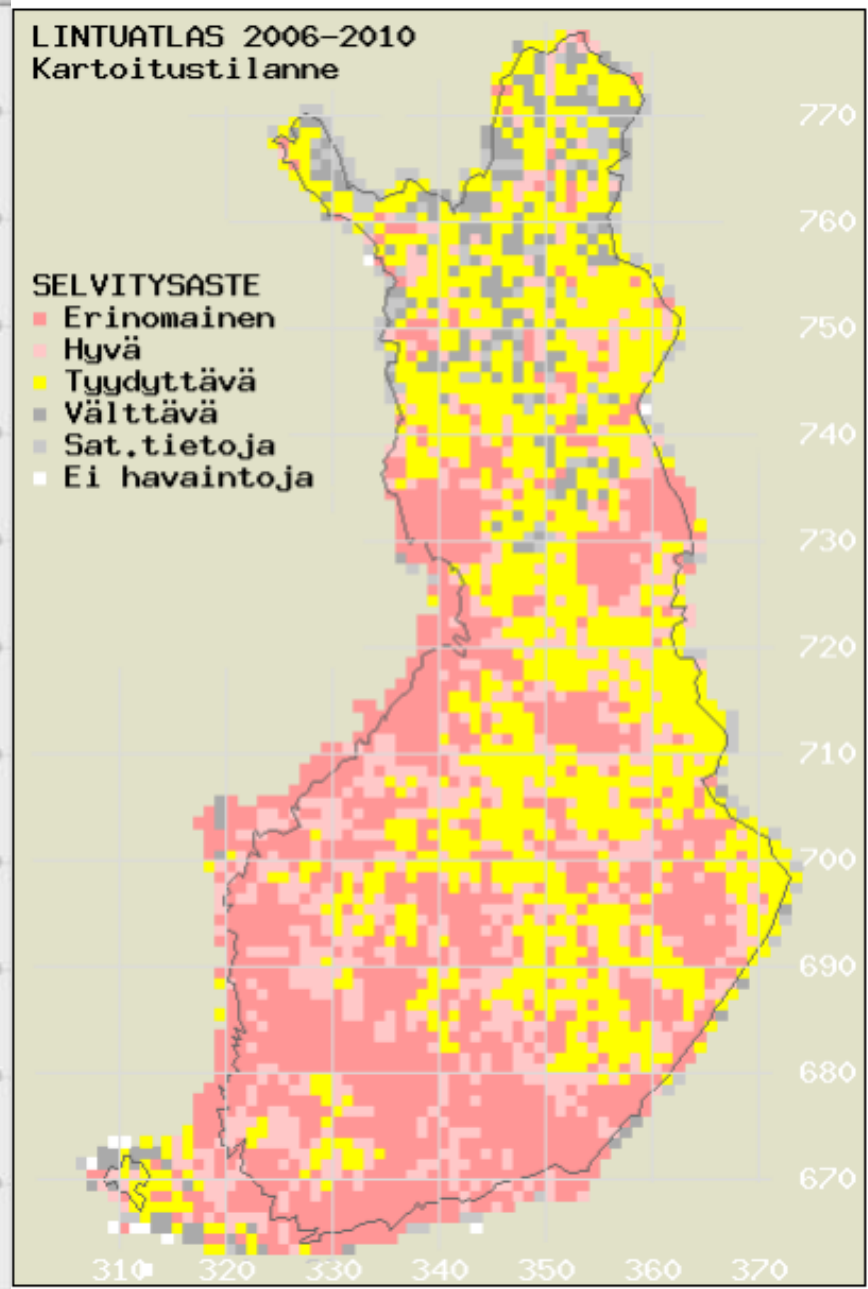 LINTUATLAS 2006-2010
Kartoitustilanne
770
760
SELVITYSASTE
Erinomainen
750
Hyvä
Tyydyttävä
Välttävä
740
Sat.tietoja
Ei havaintoja
730
720
710
700
690
680
670
310 320 330 340 350 360 370